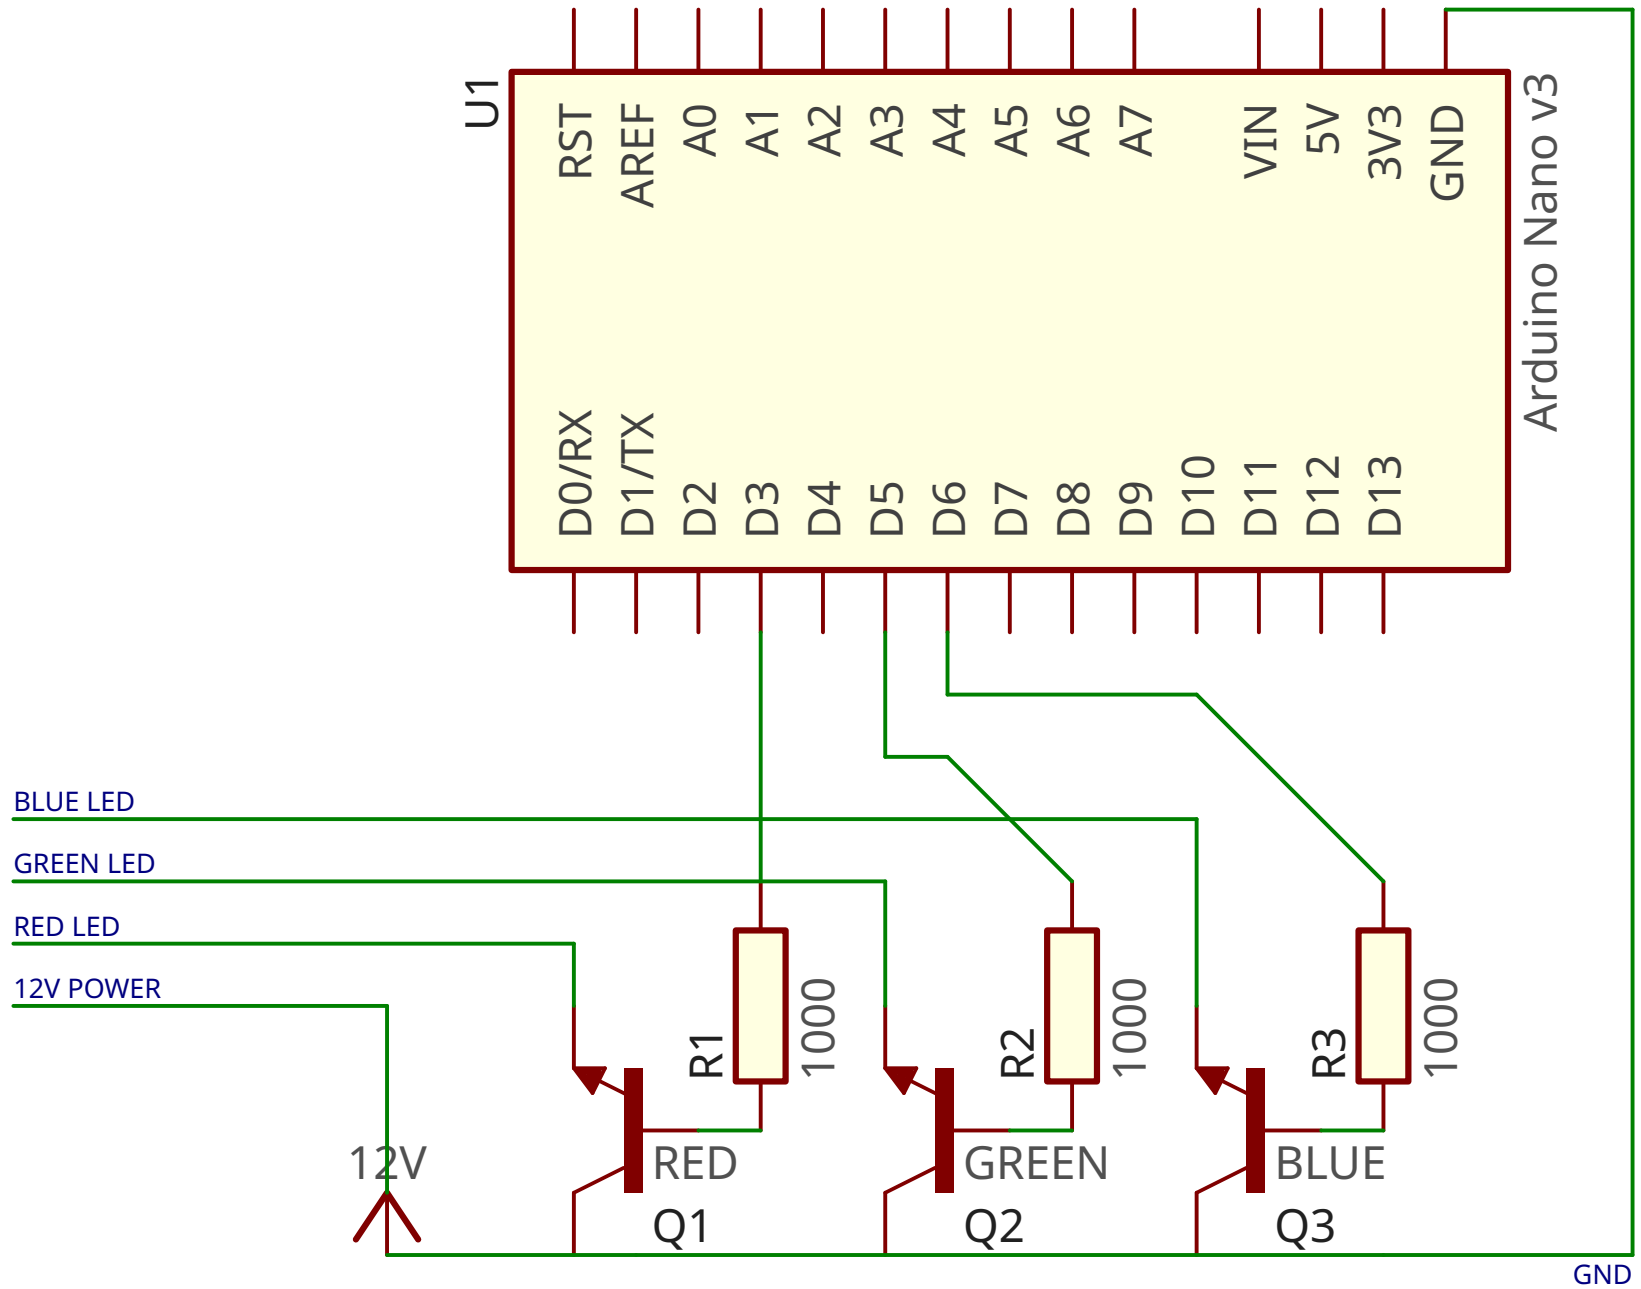 U1
RST
AREF
A0
A1
A2
A3
A4
A5
A6
A7
VIN
5V
3V3
GND
Arduino Nano v3
D0/RX
D1/TX
D2
D3
D4
D5
D6
D7
D8
D9
D10
D11
D12
D13
BLUE LED
GREEN LED
RED LED
12V POWER
R1
1000
R2
1000
R3
1000
12V
RED
GREEN
BLUE
Q1
Q2
Q3
GND